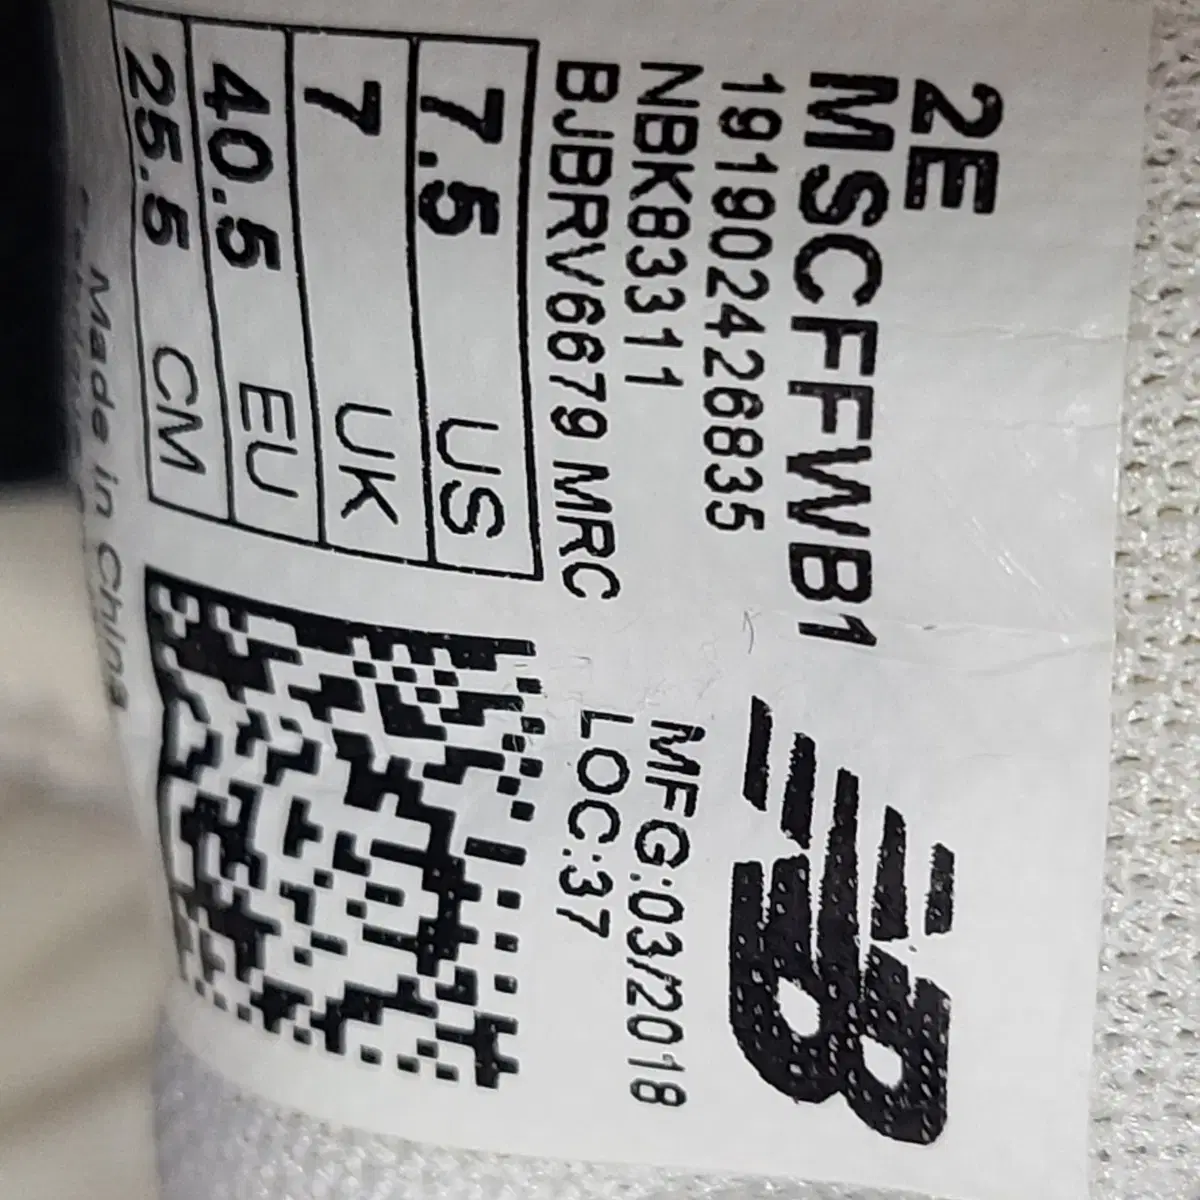 2E
MSCFFWB1
191902426835
NBK83311
BJBRV6679 MRC
MFG:03/2018
LOC:37
7.5 US
7 UK
40.5 EU
25.5 CM
Made in China